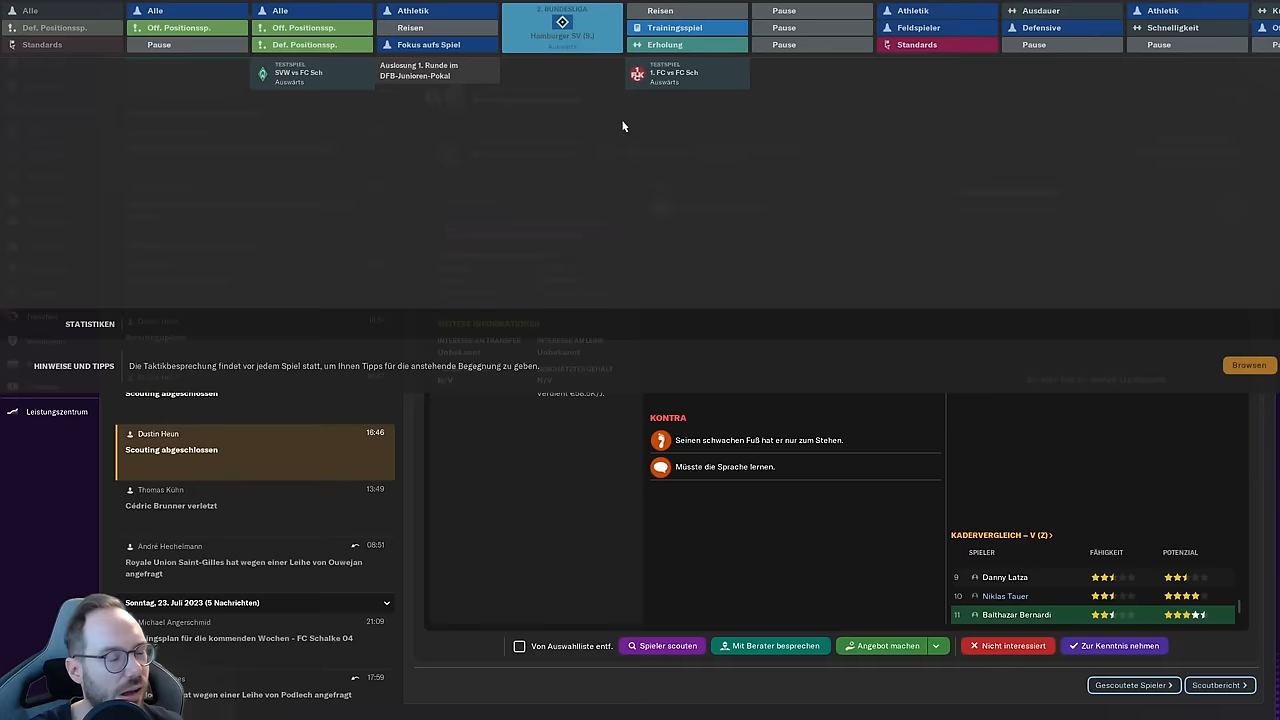 Alle
Alle
Alle
Athletik
2. BUNDESLIGA
Reisen
Pause
Alle
Ausdauer
Athletik
Def. Positionssp.
Off. Positionssp.
Off. Positionssp.
Reisen
Hamburger SV (9.)
Trainingsspiel
Pause
Feldspieler
Defensive
Schnelligkeit
Standards
Pause
Def. Positionssp.
Fokus aufs Spiel
Auswärts
Erholung
Pause
Standards
Pause
Pause
TESTSPIEL
SVW vs FC Sch
Auswärts
Auslosung 1. Runde im
DFB-Junioren-Pokal
TESTSPIEL
1. FC vs FC Sch
Auswärts
STATISTIKEN
WEITERE INFORMATIONEN
HINWEISE UND TIPPS
Die Taktikbesprechung findet vor jedem Spiel statt, um Ihnen Tipps für die anstehende Begegnung zu geben.
Browsen
Unbekannt
Unbekannt
N/V
N/V
Leistungszentrum
Scouting abgeschlossen
Dustin Heun
16:46
Scouting abgeschlossen
Thomas Kühn
13:49
Cédric Brunner verletzt
André Hechelmann
08:51
Royale Union Saint-Gilles hat wegen einer Leihe von Ouwejan
angefragt
Sonntag, 23. Juli 2023 (5 Nachrichten)
Michael Angerschmid
21:09
ingsplan für die kommenden Wochen - FC Schalke 04
17:59
at wegen einer Leihe von Podlech angefragt
KONTRA
Seinen schwachen Fuß hat er nur zum Stehen.
Müsste die Sprache lernen.
KADERVERGLEICH – V (Z)
SPIELER
FÄHIGKEIT
POTENZIAL
9 Danny Latza
10 Niklas Tauer
11 Balthazar Bernardi
Von Auswahlliste entf.
Spieler scouten
Mit Berater besprechen
Angebot machen
Nicht interessiert
Zur Kenntnis nehmen
Gescoutete Spieler
Scoutbericht